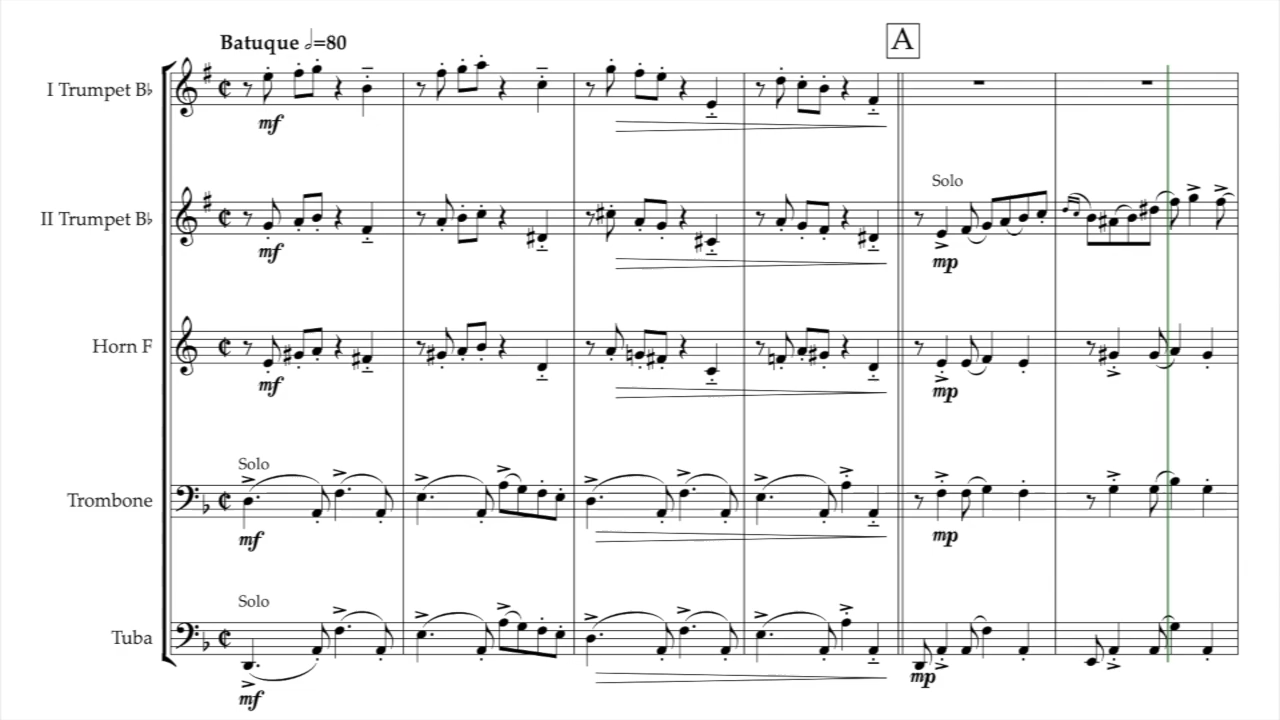 Batuque 𝅗𝅥=80
A
I Trumpet B♭
mf
Solo
II Trumpet B♭
mf
mp
Horn F
mf
mp
Solo
Trombone
mf
mp
Solo
Tuba
mp
mf